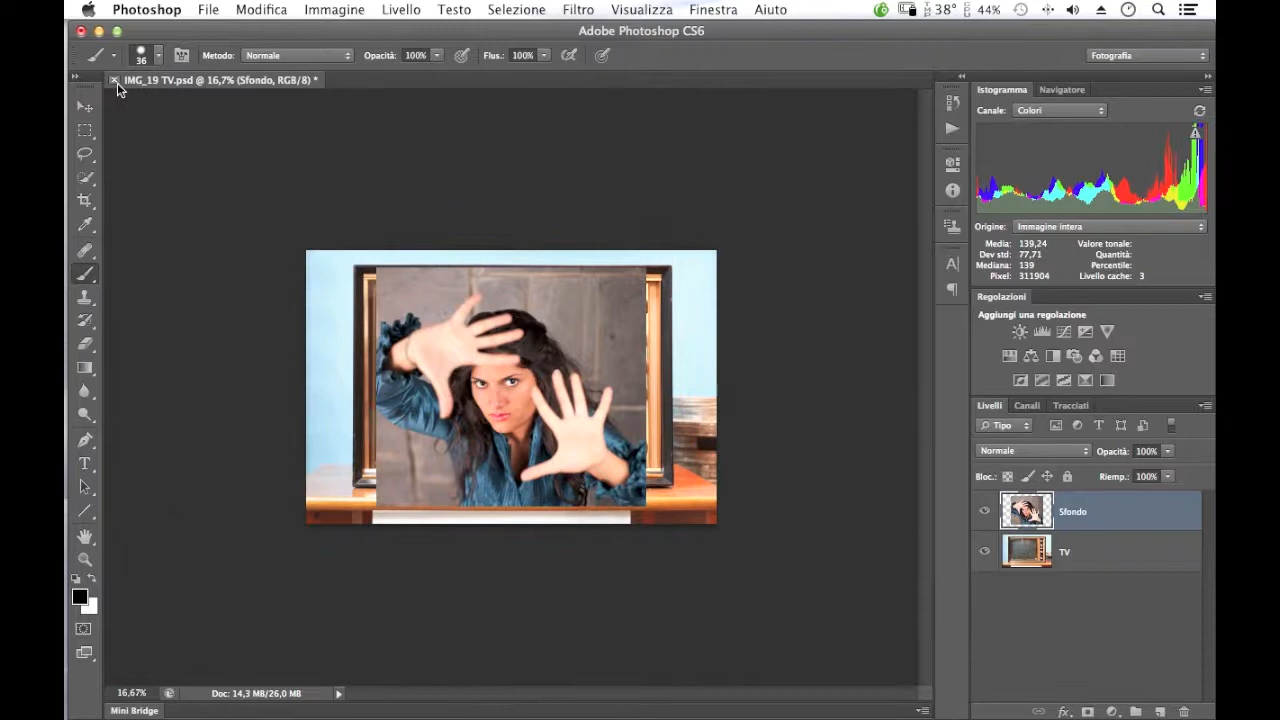 Photoshop File Modifica Immagine Livello Testo Selezione Filtro Visualizza Finestra Aiuto 38° 44%
Adobe Photoshop CS6
36 Metodo: Normale Opacità: 100% Flus.: 100% Fotografia
IMG_19 TV.psd @ 16,7% (Sfondo, RGB/8) *
Istogramma Navigatore
Canale: Colori
Origine: Immagine intera
Media: 139,24 Valore tonale:
Dev std: 77,71 Quantità:
Mediana: 139 Percentile:
Pixel: 311904 Livello cache: 3
Regolazioni
Aggiungi una regolazione
Livelli Canali Tracciati
Tipo
Normale Opacità: 100%
Bloc.: Riemp.: 100%
Sfondo
TV
16,67% Doc: 14,3 MB/26,0 MB
Mini Bridge